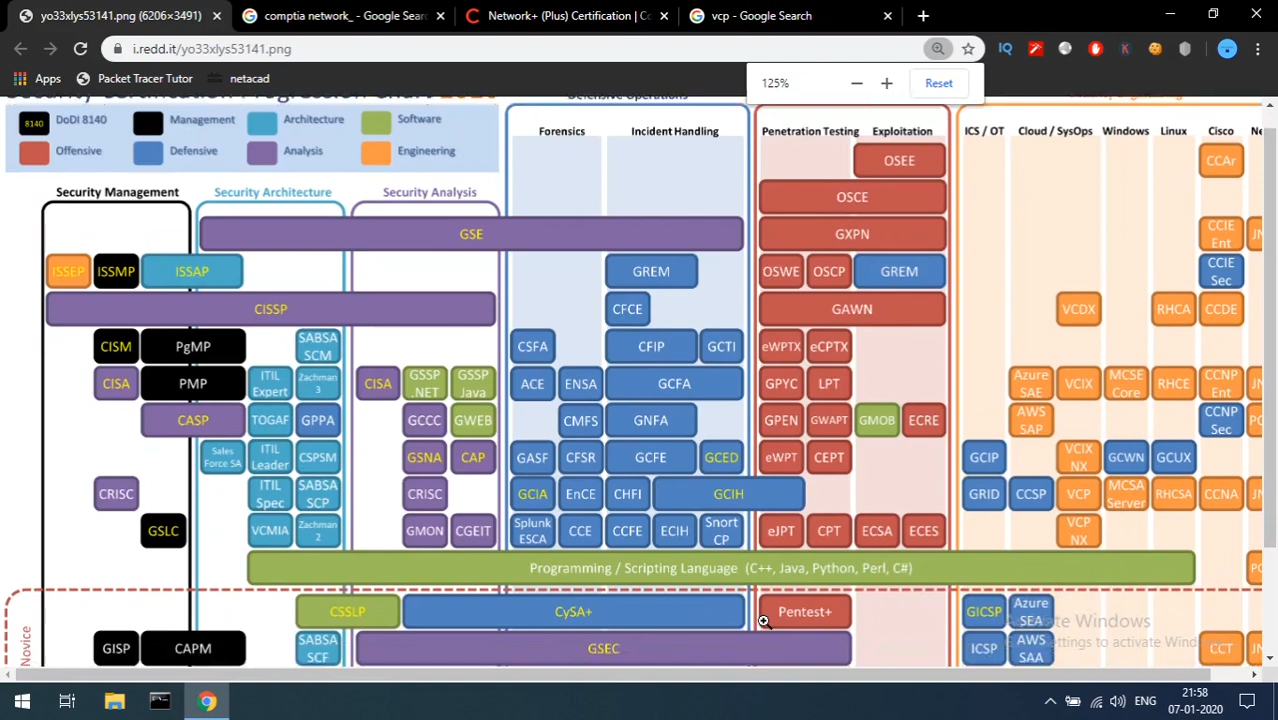 yo33xlys53141.png (6206×3491)
comptia network_ - Google Sear
Network+ (Plus) Certification | Co
vcp - Google Search
i.redd.it/yo33xlys53141.png
Apps
Packet Tracer Tutor
netacad
125%
Reset
8140
DoDI 8140
Management
Architecture
Software
Offensive
Defensive
Analysis
Engineering
Defensive Operations
Forensics
Incident Handling
Penetration Testing
Exploitation
ICS / OT
Cloud / SysOps
Windows
Linux
Cisco
Security Management
Security Architecture
Security Analysis
OSEE
CCAr
OSCE
GSE
GXPN
CCIE
Ent
ISSEP
ISSMP
ISSAP
GREM
OSWE
OSCP
GREM
CCIE
Sec
CISSP
CFCE
GAWN
VCDX
RHCA
CCDE
CISM
PgMP
SABSA
SCM
CSFA
CFIP
GCTI
eWPTX
eCPTX
CISA
PMP
ITIL
Expert
Zachman
3
CISA
GSSP
.NET
GSSP
Java
ACE
ENSA
GCFA
GPYC
LPT
Azure
SAE
VCIX
MCSE
Core
RHCE
CCNP
Ent
CASP
TOGAF
GPPA
GCCC
GWEB
CMFS
GNFA
GPEN
GWAPT
GMOB
ECRE
AWS
SAP
CCNP
Sec
Sales
Force SA
ITIL
Leader
CSPSM
GSNA
CAP
GASF
CFSR
GCFE
GCED
eWPT
CEPT
GCIP
VCIX
NX
GCWN
GCUX
CRISC
ITIL
Spec
SABSA
SCP
CRISC
GCIA
EnCE
CHFI
GCIH
GRID
CCSP
VCP
MCSA
Server
RHCSA
CCNA
GSLC
VCMIA
Zachman
2
GMON
CGEIT
Splunk
ESCA
CCE
CCFE
ECIH
Snort
CP
eJPT
CPT
ECSA
ECES
VCP
NX
Programming / Scripting Language (C++, Java, Python, Perl, C#)
Novice
CSSLP
CySA+
Pentest+
GICSP
Azure
SEA
Activate Windows
GISP
CAPM
SABSA
SCF
GSEC
ICSP
AWS
SAA
CCT
ENG
21:58
07-01-2020